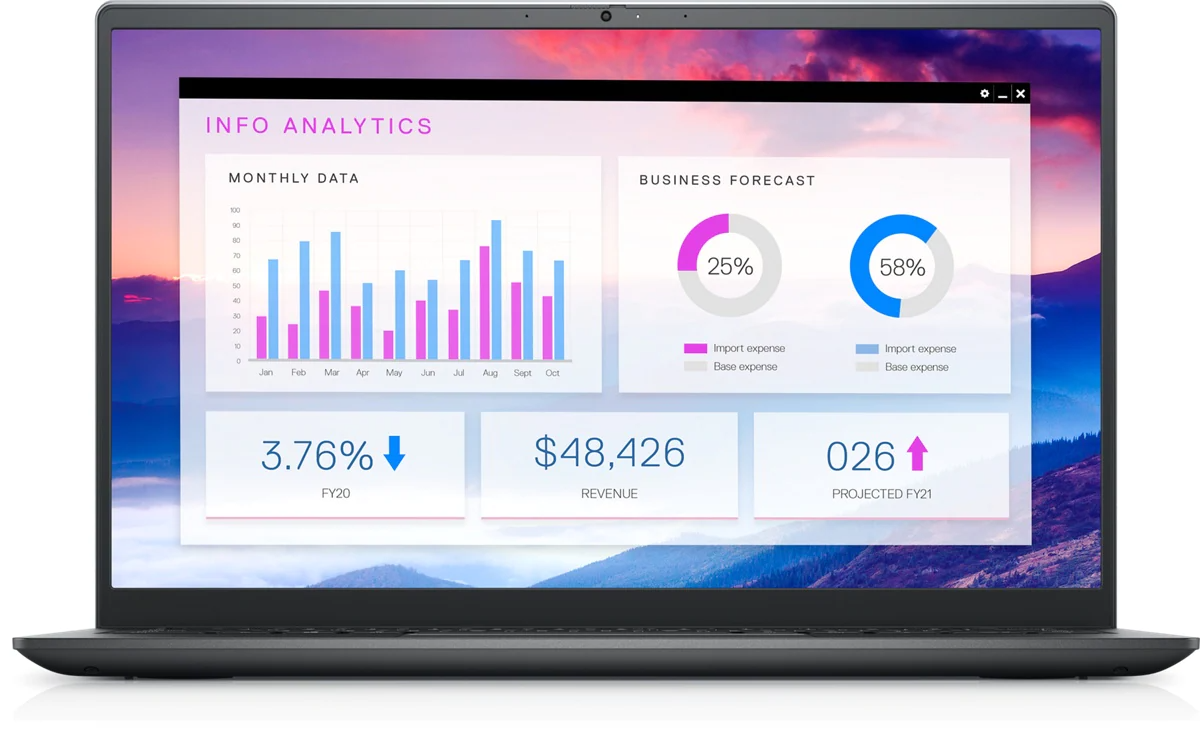 INFO ANALYTICS
MONTHLY DATA
100
90
80
70
60
50
40
30
20
10
0
Jan Feb Mar Apr May Jun Jul Aug Sept Oct
BUSINESS FORECAST
25%
Import expense
Base expense
58%
Import expense
Base expense
3.76%
FY20
$48,426
REVENUE
026
PROJECTED FY21